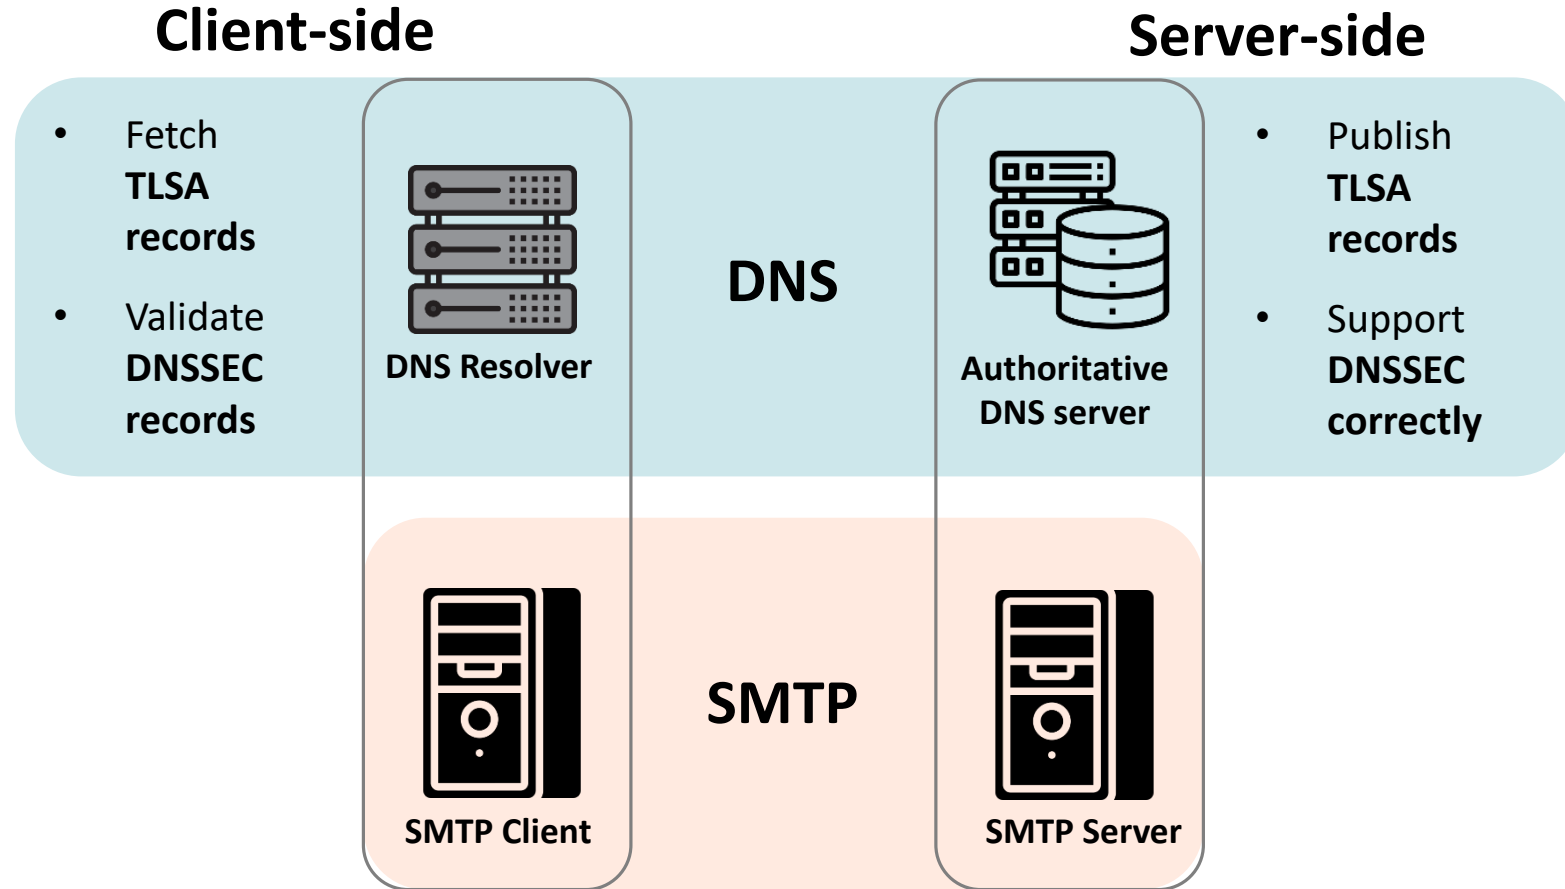 Client-side
Server-side
• Fetch
TLSA
records
• Validate
DNSSEC
records
DNS Resolver
DNS
Authoritative
DNS server
• Publish
TLSA
records
• Support
DNSSEC
correctly
SMTP Client
SMTP
SMTP Server